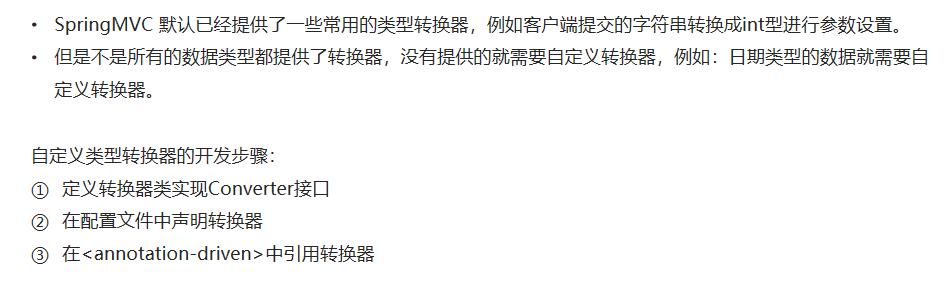 • SpringMVC 默认已经提供了一些常用的类型转换器，例如客户端提交的字符串转换成int型进行参数设置。
• 但是不是所有的数据类型都提供了转换器，没有提供的就需要自定义转换器，例如：日期类型的数据就需要自
定义转换器。
自定义类型转换器的开发步骤：
① 定义转换器类实现Converter接口
② 在配置文件中声明转换器
③ 在<annotation-driven>中引用转换器